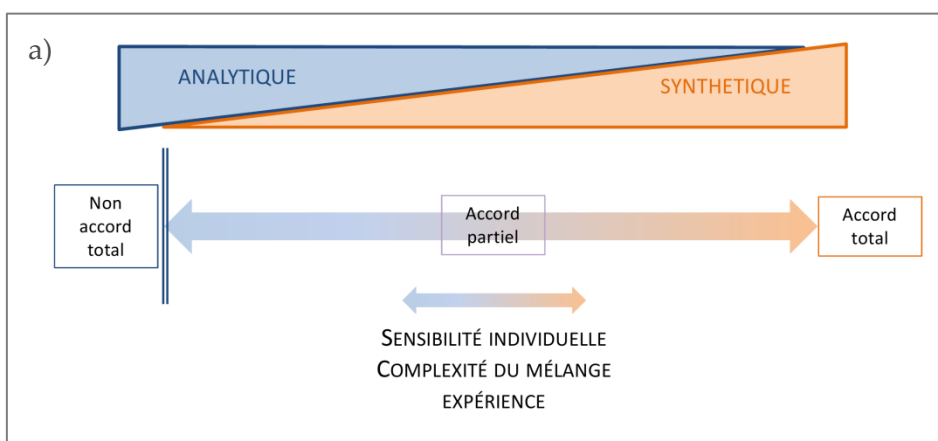 a)
ANALYTIQUE
SYNTHETIQUE
Non
accord
total
Accord
partiel
Accord
total
SENSIBILITÉ INDIVIDUELLE
COMPLEXITÉ DU MÉLANGE
EXPÉRIENCE